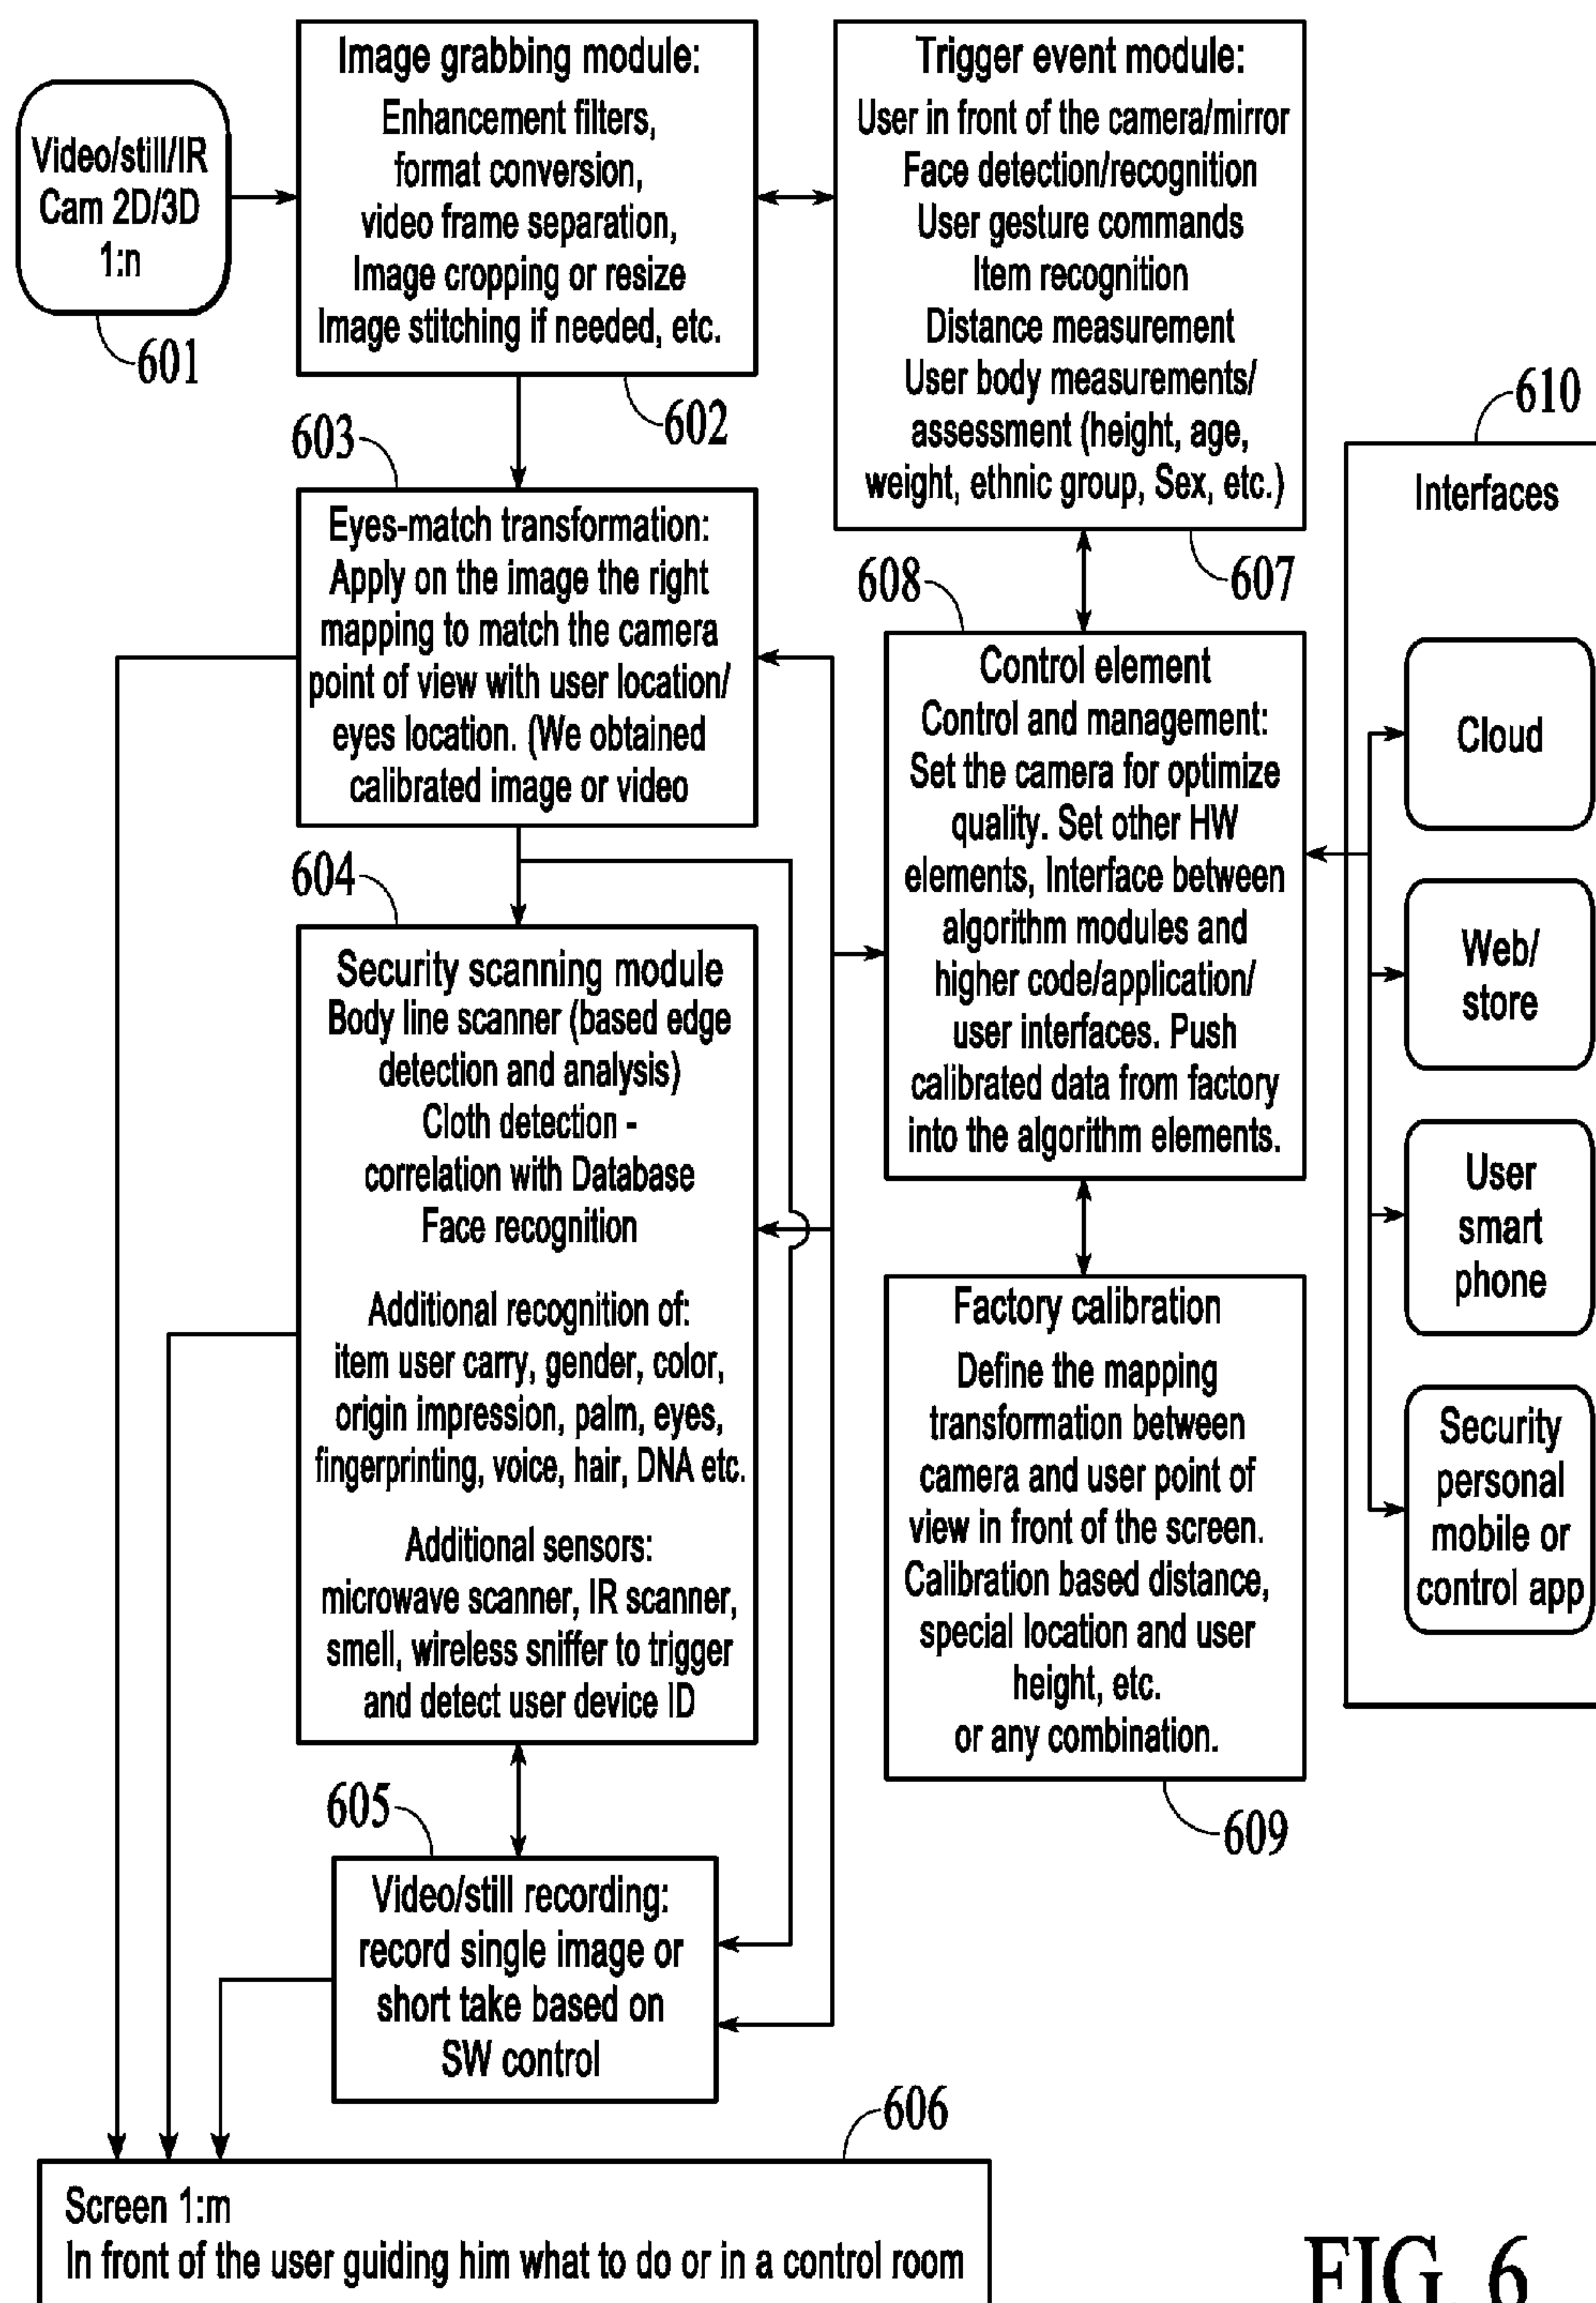 Video/still/IR
Cam 2D/3D
1:n
601
Image grabbing module:
Enhancement filters,
format conversion,
video frame separation,
Image cropping or resize
Image stitching if needed, etc.
602
Trigger event module:
User in front of the camera/mirror
Face detection/recognition
User gesture commands
Item recognition
Distance measurement
User body measurements/
assessment (height, age,
weight, ethnic group, Sex, etc.)
607
603
Eyes-match transformation:
Apply on the image the right
mapping to match the camera
point of view with user location/
eyes location. (We obtained
calibrated image or video
608
Control element
Control and management:
Set the camera for optimize
quality. Set other HW
elements, Interface between
algorithm modules and
higher code/application/
user interfaces. Push
calibrated data from factory
into the algorithm elements.
610
Interfaces
Cloud
Web/
store
User
smart
phone
Security
personal
mobile or
control app
604
Security scanning module
Body line scanner (based edge
detection and analysis)
Cloth detection -
correlation with Database
Face recognition
Additional recognition of:
item user carry, gender, color,
origin impression, palm, eyes,
fingerprinting, voice, hair, DNA etc.
Additional sensors:
microwave scanner, IR scanner,
smell, wireless sniffer to trigger
and detect user device ID
Factory calibration
Define the mapping
transformation between
camera and user point of
view in front of the screen.
Calibration based distance,
special location and user
height, etc.
or any combination.
609
605
Video/still recording:
record single image or
short take based on
SW control
606
Screen 1:m
In front of the user guiding him what to do or in a control room
FIG. 6